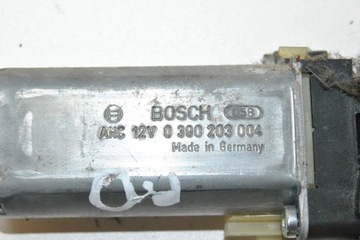 BOSCH
AHC 12V 0 390 203 004
Made in Germany